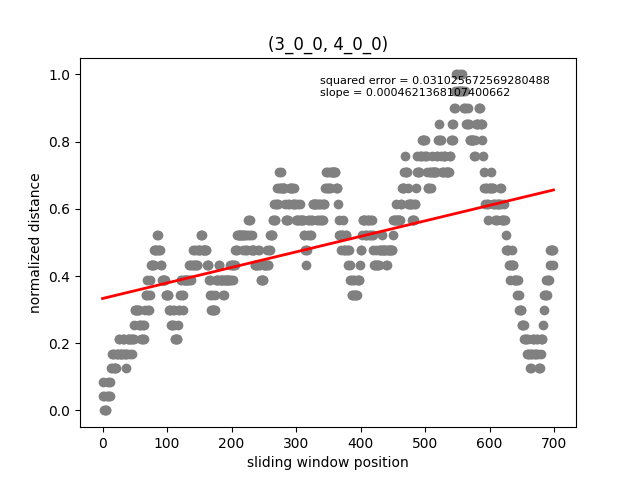 (3_0_0, 4_0_0)
squared error = 0.031025672569280488
slope = 0.0004621368107400662
normalized distance
1.0
0.8
0.6
0.4
0.2
0.0
0 100 200 300 400 500 600 700
sliding window position